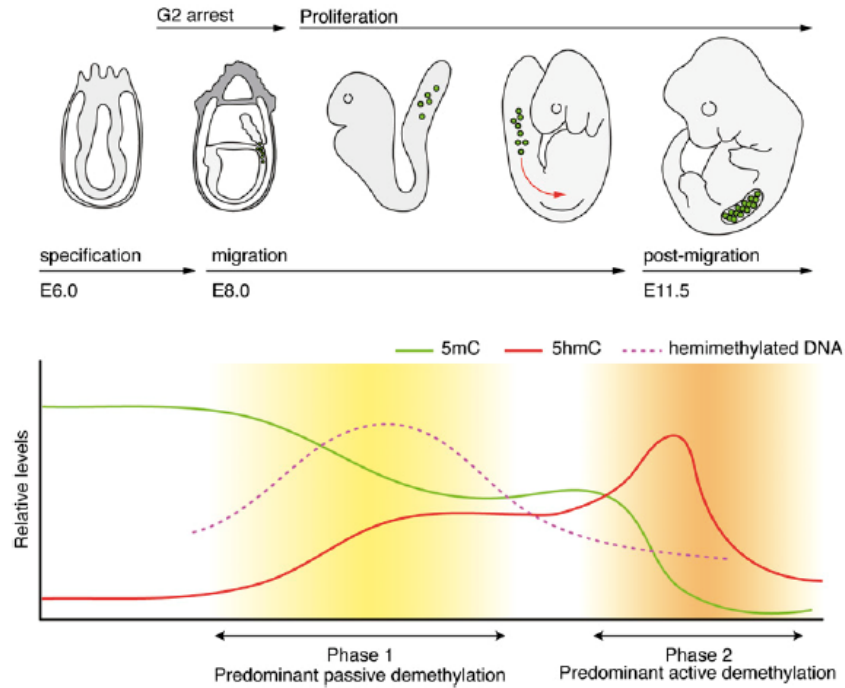 G2 arrest
Proliferation
specification
migration
post-migration
E6.0
E8.0
E11.5
5mC
5hmC
hemimethylated DNA
Relative levels
Phase 1
Predominant passive demethylation
Phase 2
Predominant active demethylation